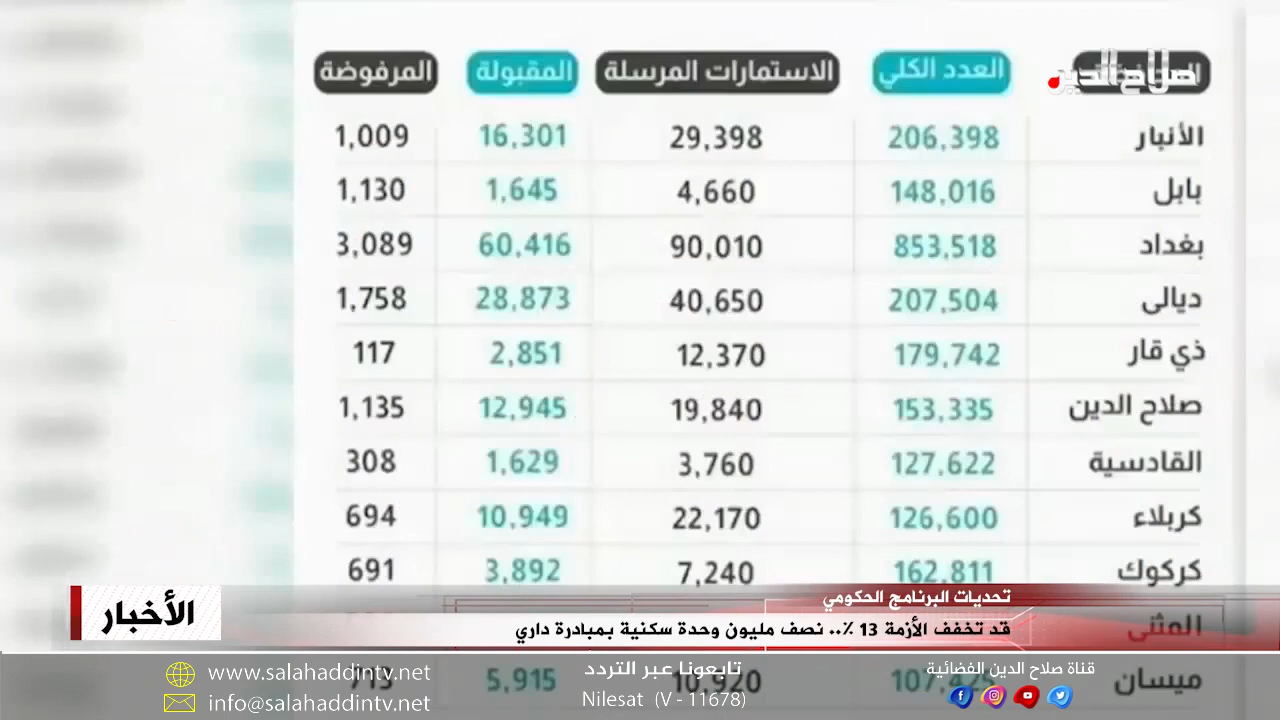 صلاح الدين
العدد الكلي الاستمارات المرسلة المقبولة المرفوضة
الأنبار 206,398 29,398 16,301 1,009
بابل 148,016 4,660 1,645 1,130
بغداد 853,518 90,010 60,416 3,089
ديالى 207,504 40,650 28,873 1,758
ذي قار 179,742 12,370 2,851 117
صلاح الدين 153,335 19,840 12,945 1,135
القادسية 127,622 3,760 1,629 308
كربلاء 126,600 22,170 10,949 694
كركوك 162,811 7,240 3,892 691
تحديات البرنامج الحكومي
الأخبار
المثنى
قد تخفف الأزمة 13 ٪.. نصف مليون وحدة سكنية بمبادرة داري
ميسان 10,920 5,915
قناة صلاح الدين الفضائية
تابعونا عبر التردد
Nilesat (V - 11678)
www.salahaddintv.net
info@salahaddintv.net